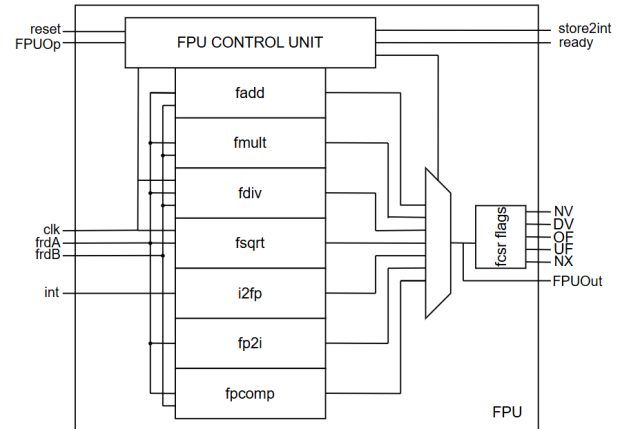 reset
FPUOp
FPU CONTROL UNIT
store2int
ready
fadd
fmult
fdiv
fsqrt
i2fp
fp2i
fpcomp
clk
frdA
frdB
int
fcsr flags
NV
DV
OF
UF
NX
FPUOut
FPU